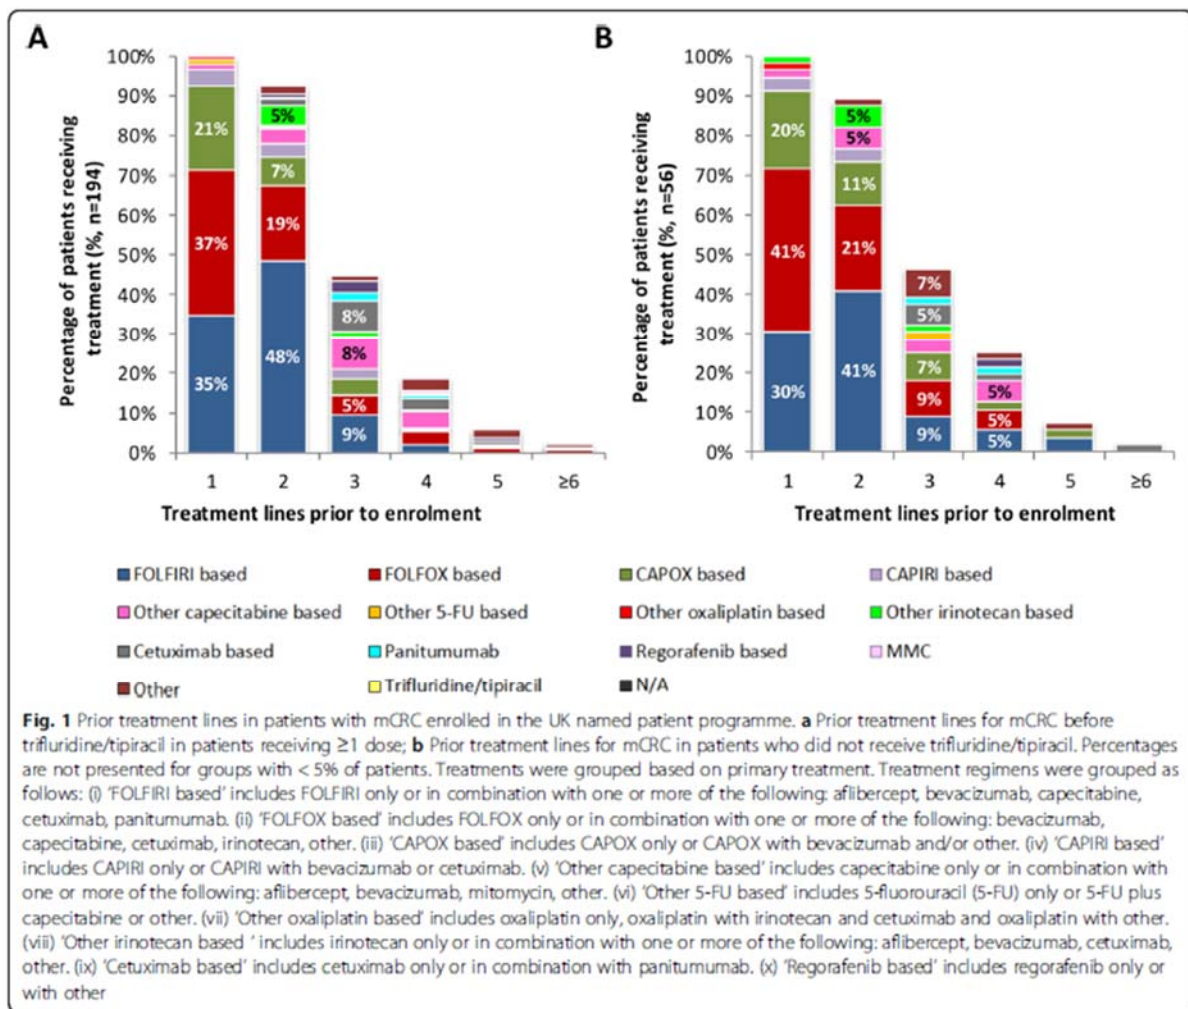 A
Percentage of patients receiving
treatment (%, n=194)
100%
90%
80%
70%
60%
50%
40%
30%
20%
10%
0%
21%
37%
35%
5%
7%
19%
48%
8%
8%
5%
9%
1 2 3 4 5 ≥6
Treatment lines prior to enrolment
B
Percentage of patients receiving
treatment (%, n=56)
100%
90%
80%
70%
60%
50%
40%
30%
20%
10%
0%
20%
41%
30%
5%
5%
11%
21%
41%
7%
5%
7%
9%
9%
5%
5%
5%
1 2 3 4 5 ≥6
Treatment lines prior to enrolment
FOLFIRI based FOLFOX based CAPOX based CAPIRI based
Other capecitabine based Other 5-FU based Other oxaliplatin based Other irinotecan based
Cetuximab based Panitumumab Regorafenib based MMC
Other Trifluridine/tipiracil N/A
Fig. 1 Prior treatment lines in patients with mCRC enrolled in the UK named patient programme. a Prior treatment lines for mCRC before
trifluridine/tipiracil in patients receiving ≥1 dose; b Prior treatment lines for mCRC in patients who did not receive trifluridine/tipiracil. Percentages
are not presented for groups with < 5% of patients. Treatments were grouped based on primary treatment. Treatment regimens were grouped as
follows: (i) 'FOLFIRI based' includes FOLFIRI only or in combination with one or more of the following: aflibercept, bevacizumab, capecitabine,
cetuximab, panitumumab. (ii) 'FOLFOX based' includes FOLFOX only or in combination with one or more of the following: bevacizumab,
capecitabine, cetuximab, irinotecan, other. (iii) 'CAPOX based' includes CAPOX only or CAPOX with bevacizumab and/or other. (iv) 'CAPIRI based'
includes CAPIRI only or CAPIRI with bevacizumab or cetuximab. (v) 'Other capecitabine based' includes capecitabine only or in combination with
one or more of the following: aflibercept, bevacizumab, mitomycin, other. (vi) 'Other 5-FU based' includes 5-fluorouracil (5-FU) only or 5-FU plus
capecitabine or other. (vii) 'Other oxaliplatin based' includes oxaliplatin only, oxaliplatin with irinotecan and cetuximab and oxaliplatin with other.
(viii) 'Other irinotecan based ' includes irinotecan only or in combination with one or more of the following: aflibercept, bevacizumab, cetuximab,
other. (ix) 'Cetuximab based' includes cetuximab only or in combination with panitumumab. (x) 'Regorafenib based' includes regorafenib only or
with other